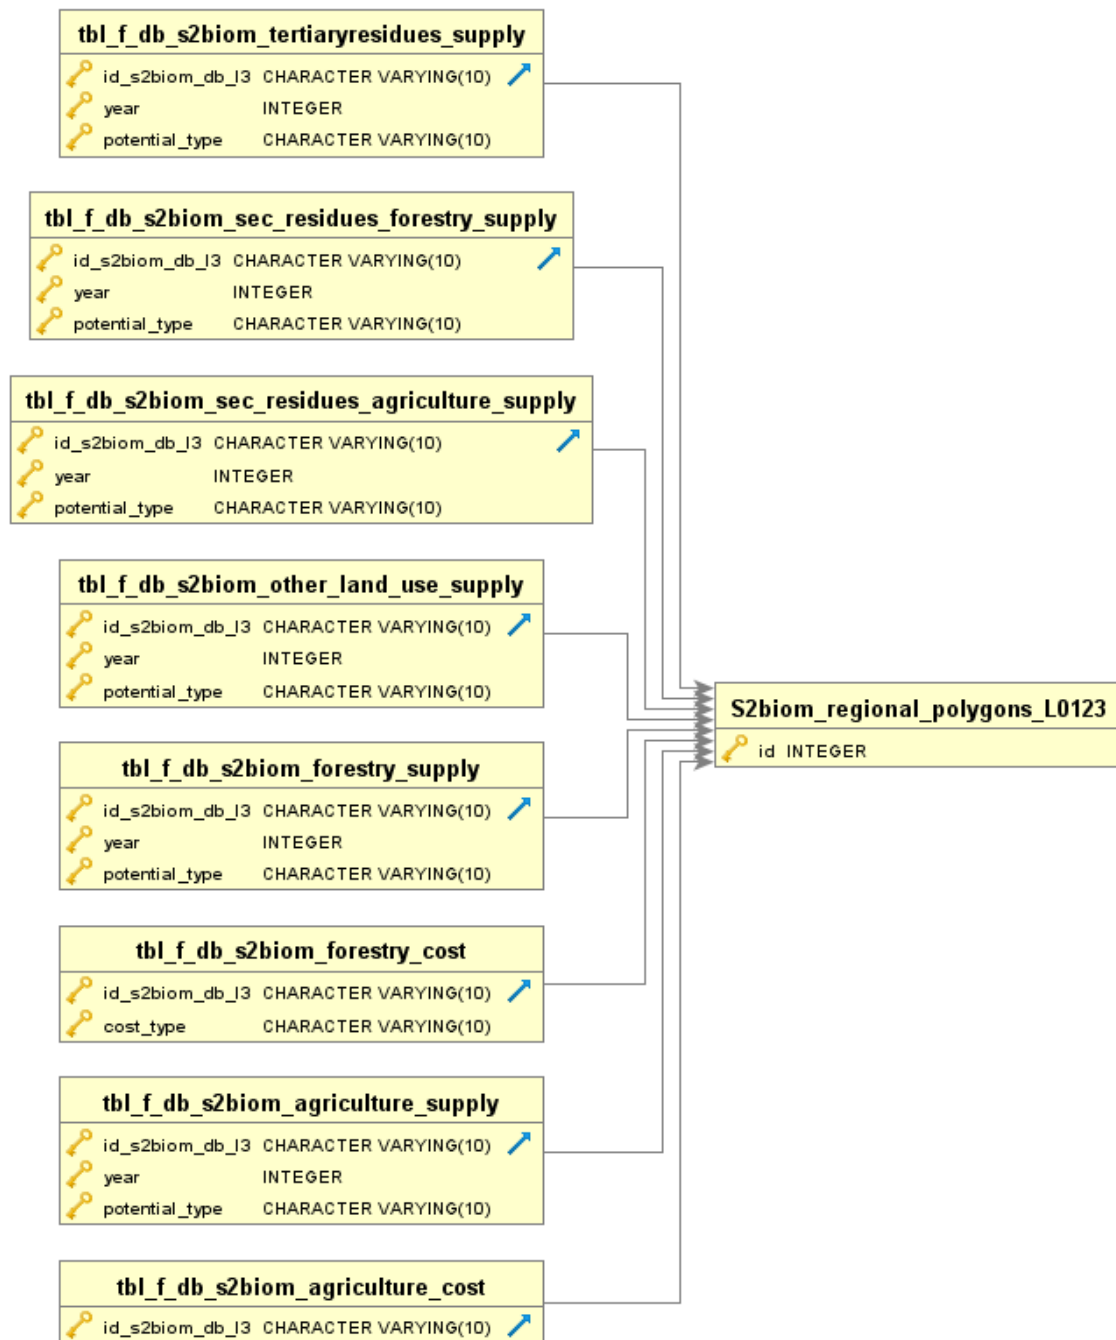 tbl_f_db_s2biom_tertiaryresidues_supply
id_s2biom_db_l3 CHARACTER VARYING(10)
year INTEGER
potential_type CHARACTER VARYING(10)
tbl_f_db_s2biom_sec_residues_forestry_supply
id_s2biom_db_l3 CHARACTER VARYING(10)
year INTEGER
potential_type CHARACTER VARYING(10)
tbl_f_db_s2biom_sec_residues_agriculture_supply
id_s2biom_db_l3 CHARACTER VARYING(10)
year INTEGER
potential_type CHARACTER VARYING(10)
tbl_f_db_s2biom_other_land_use_supply
id_s2biom_db_l3 CHARACTER VARYING(10)
year INTEGER
potential_type CHARACTER VARYING(10)
tbl_f_db_s2biom_forestry_supply
id_s2biom_db_l3 CHARACTER VARYING(10)
year INTEGER
potential_type CHARACTER VARYING(10)
tbl_f_db_s2biom_forestry_cost
id_s2biom_db_l3 CHARACTER VARYING(10)
cost_type CHARACTER VARYING(10)
tbl_f_db_s2biom_agriculture_supply
id_s2biom_db_l3 CHARACTER VARYING(10)
year INTEGER
potential_type CHARACTER VARYING(10)
tbl_f_db_s2biom_agriculture_cost
id_s2biom_db_l3 CHARACTER VARYING(10)
S2biom_regional_polygons_L0123
id INTEGER